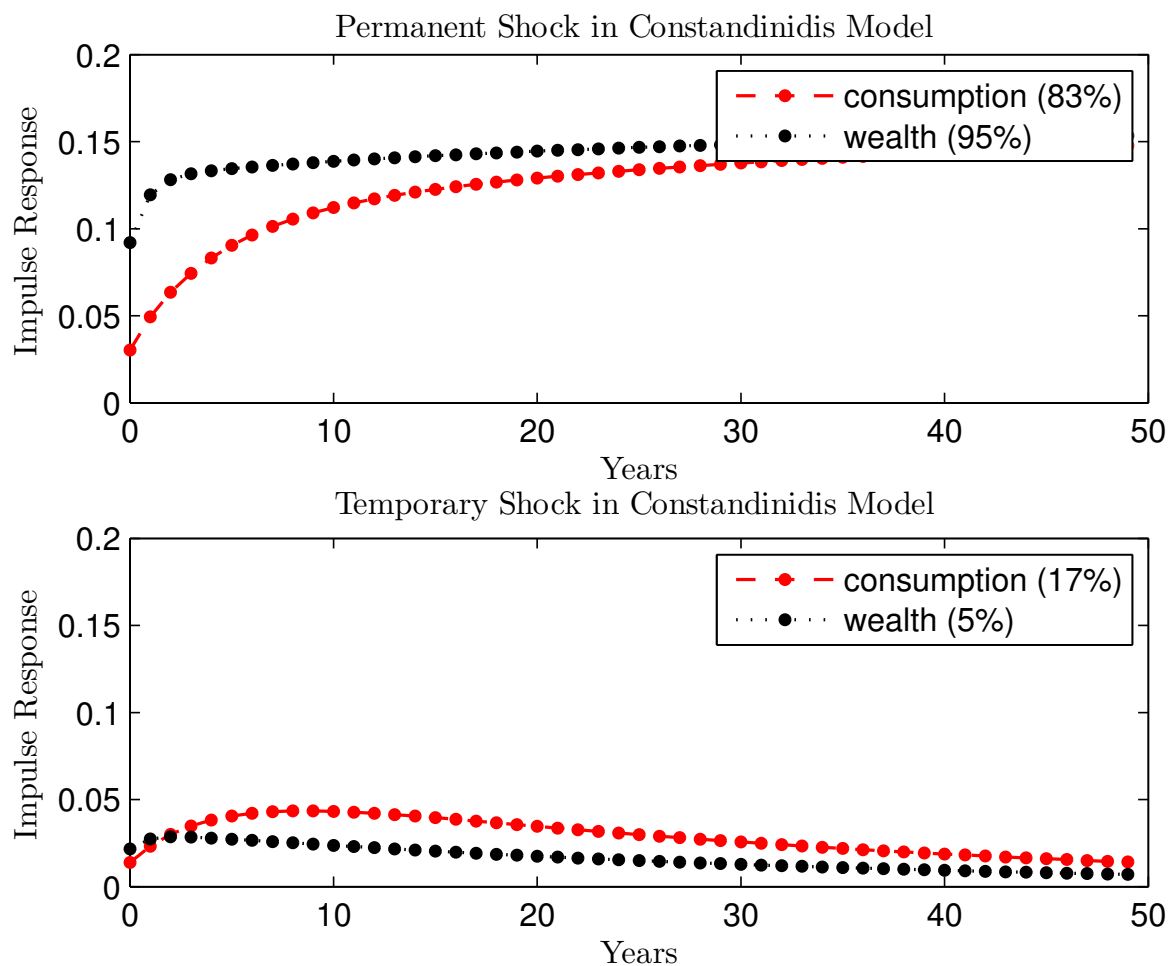 Permanent Shock in Constandinidis Model
0.2
0.15
0.1
0.05
0
Impulse Response
consumption (83%)
wealth (95%)
0 10 20 30 40 50
Years
Temporary Shock in Constandinidis Model
0.2
0.15
0.1
0.05
0
Impulse Response
consumption (17%)
wealth (5%)
0 10 20 30 40 50
Years